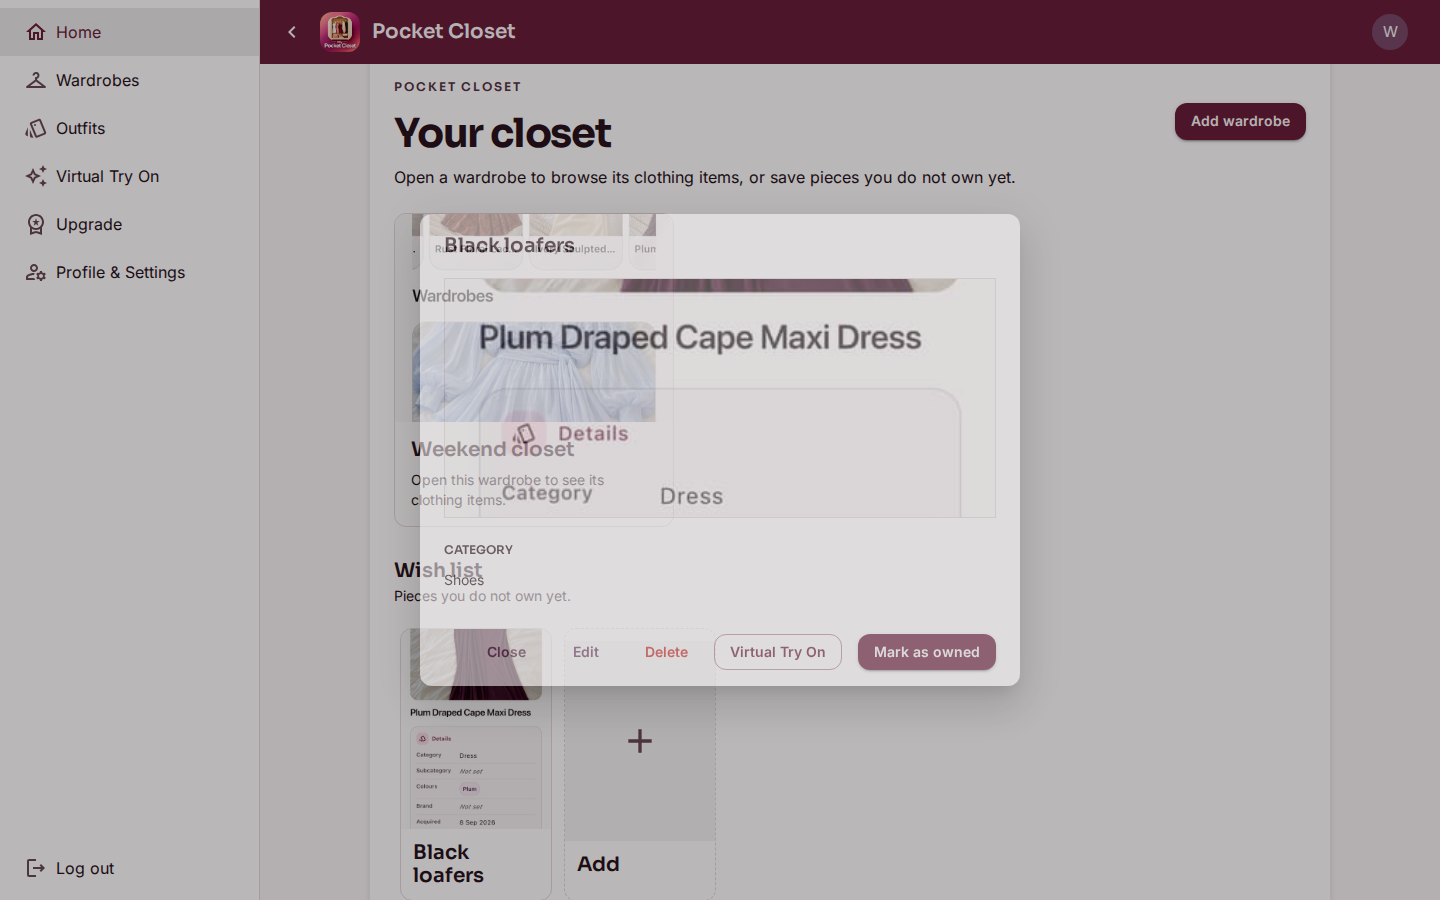 Home
Wardrobes
Outfits
Virtual Try On
Upgrade
Profile & Settings
Log out
Pocket Closet
Pocket Closet
W
POCKET CLOSET
Your closet
Open a wardrobe to browse its clothing items, or save pieces you do not own yet.
Add wardrobe
Black loafers
Plum
Wardrobes
Plum Draped Cape Maxi Dress
Details
Category Dress
Weekend closet
Open this wardrobe to see its
clothing items.
CATEGORY
Shoes
Wish list
Pieces you do not own yet.
Close
Edit
Delete
Virtual Try On
Mark as owned
Plum Draped Cape Maxi Dress
Details
Category Dress
Subcategory Not set
Colours Plum
Brand Not set
Acquired 8 Sep 2026
Black
loafers
Add